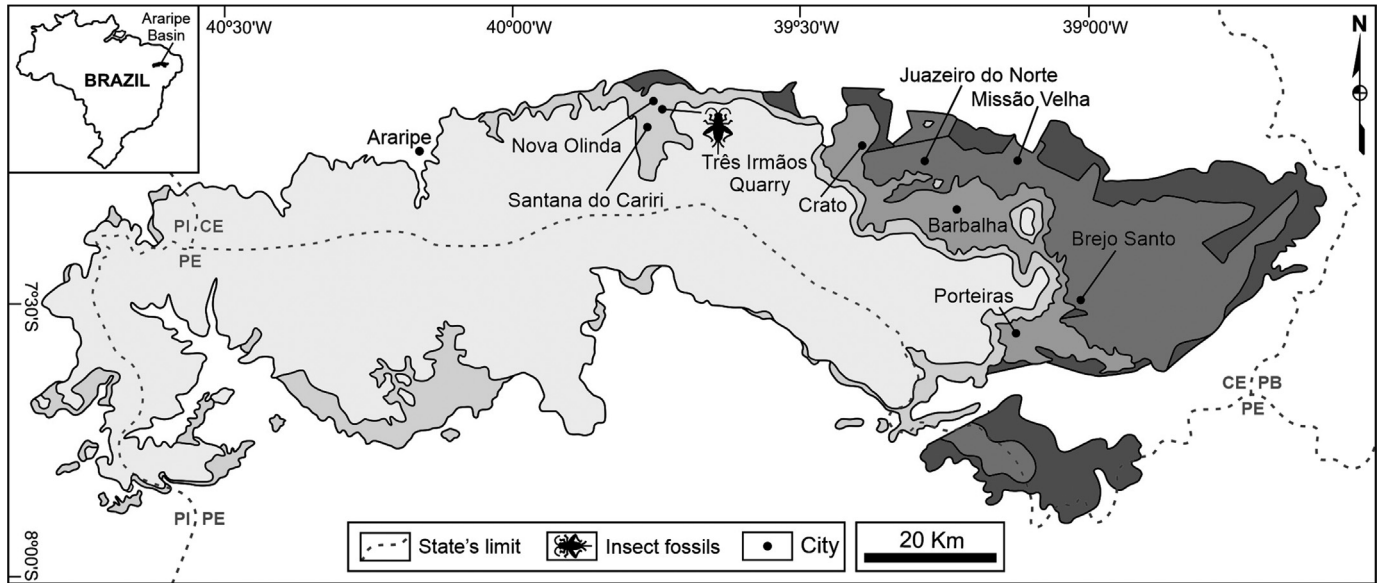 40°30'W
40°00'W
39°30'W
39°00'W
Araripe
Basin
BRAZIL
N
Juazeiro do Norte
Missão Velha
Araripe
Nova Olinda
Três Irmãos
Quarry
Santana do Cariri
Crato
Barbalha
Brejo Santo
PI CE
PE
7°30'S
Porteiras
CE PB
PE
PI PE
State's limit
Insect fossils
City
20 Km
8°00'S